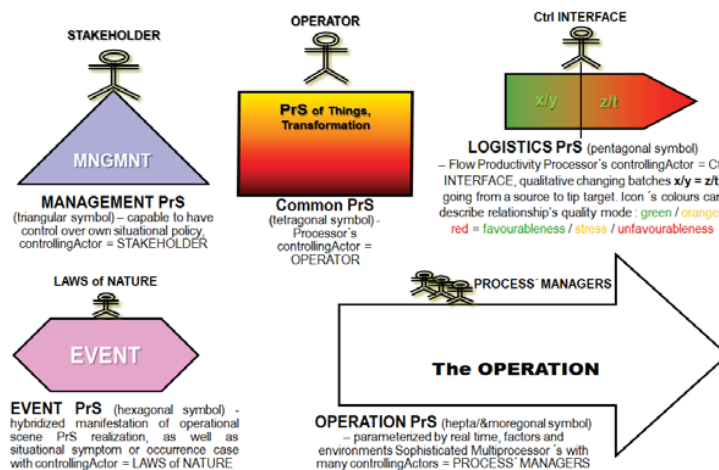 STAKEHOLDER
MNGMNT
MANAGEMENT PrS
(triangular symbol) – capable to have
control over own situational policy,
controllingActor = STAKEHOLDER
OPERATOR
PrS of Things,
Transformation
Common PrS
(tetragonal symbol) -
Processor´s
controllingActor =
OPERATOR
Ctrl INTERFACE
x/y z/t
LOGISTICS PrS (pentagonal symbol)
– Flow Productivity Processor´s controllingActor = Ct
INTERFACE, qualitative changing batches x/y = z/t
going from a source to tip target. Icon ´s colours can
describe relationship's quality mode : green / orange
red = favourableness / stress / unfavourableness
LAWS of NATURE
EVENT
EVENT PrS (hexagonal symbol) -
hybridized manifestation of operational
scene PrS realization, as well as
situational symptom or occurrence case
with controllingActor = LAWS of NATURE
PROCESS´ MANAGERS
The OPERATION
OPERATION PrS (hepta/&moregonal symbol)
– parameterized by real time, factors and
environments Sophisticated Multiprocessor ´s with
many controllingActors = PROCESS´ MANAGERS